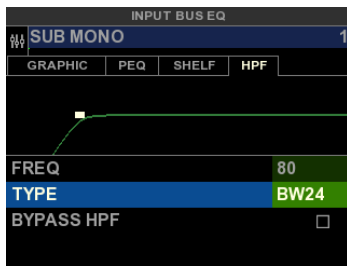 INPUT BUS EQ
SUB MONO 1
GRAPHIC PEQ SHELF HPF
FREQ 80
TYPE BW24
BYPASS HPF